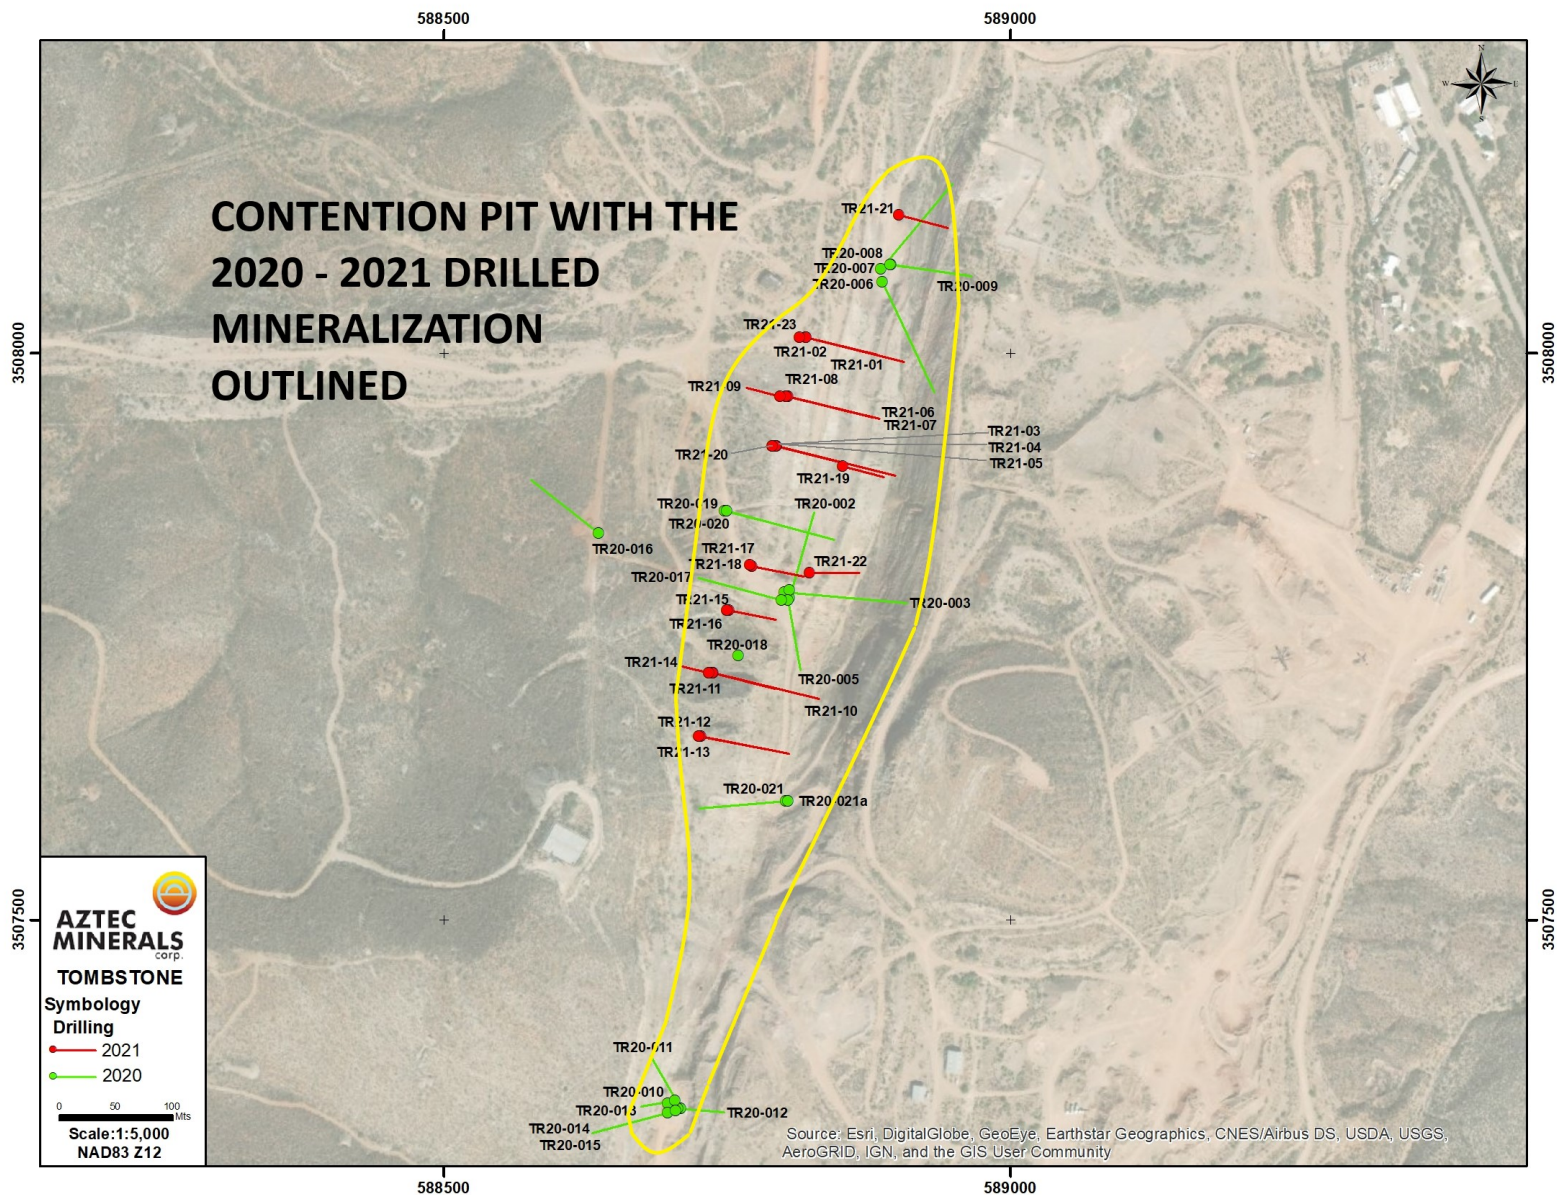 588500
589000
N
W
E
S
CONTENTION PIT WITH THE
2020 - 2021 DRILLED
MINERALIZATION
OUTLINED
3508000
3508000
TR21-21
TR20-008
TR20-007
TR20-006
TR20-009
TR21-23
TR21-02
TR21-01
TR21-08
TR21-09
TR21-06
TR21-07
TR21-03
TR21-04
TR21-05
TR21-20
TR21-19
TR20-019
TR20-002
TR20-020
TR20-016
TR21-17
TR21-18
TR21-22
TR20-017
TR21-15
TR20-003
TR21-16
TR20-018
TR21-14
TR20-005
TR21-11
TR21-10
TR21-12
TR21-13
TR20-021
TR20-021a
3507500
3507500
AZTEC
MINERALS
corp.
TOMBSTONE
Symbology
Drilling
2021
2020
0 50 100
Mts
Scale:1:5,000
NAD83 Z12
TR20-011
TR20-010
TR20-013
TR20-012
TR20-014
TR20-015
Source: Esri, DigitalGlobe, GeoEye, Earthstar Geographics, CNES/Airbus DS, USDA, USGS,
AeroGRID, IGN, and the GIS User Community
588500
589000